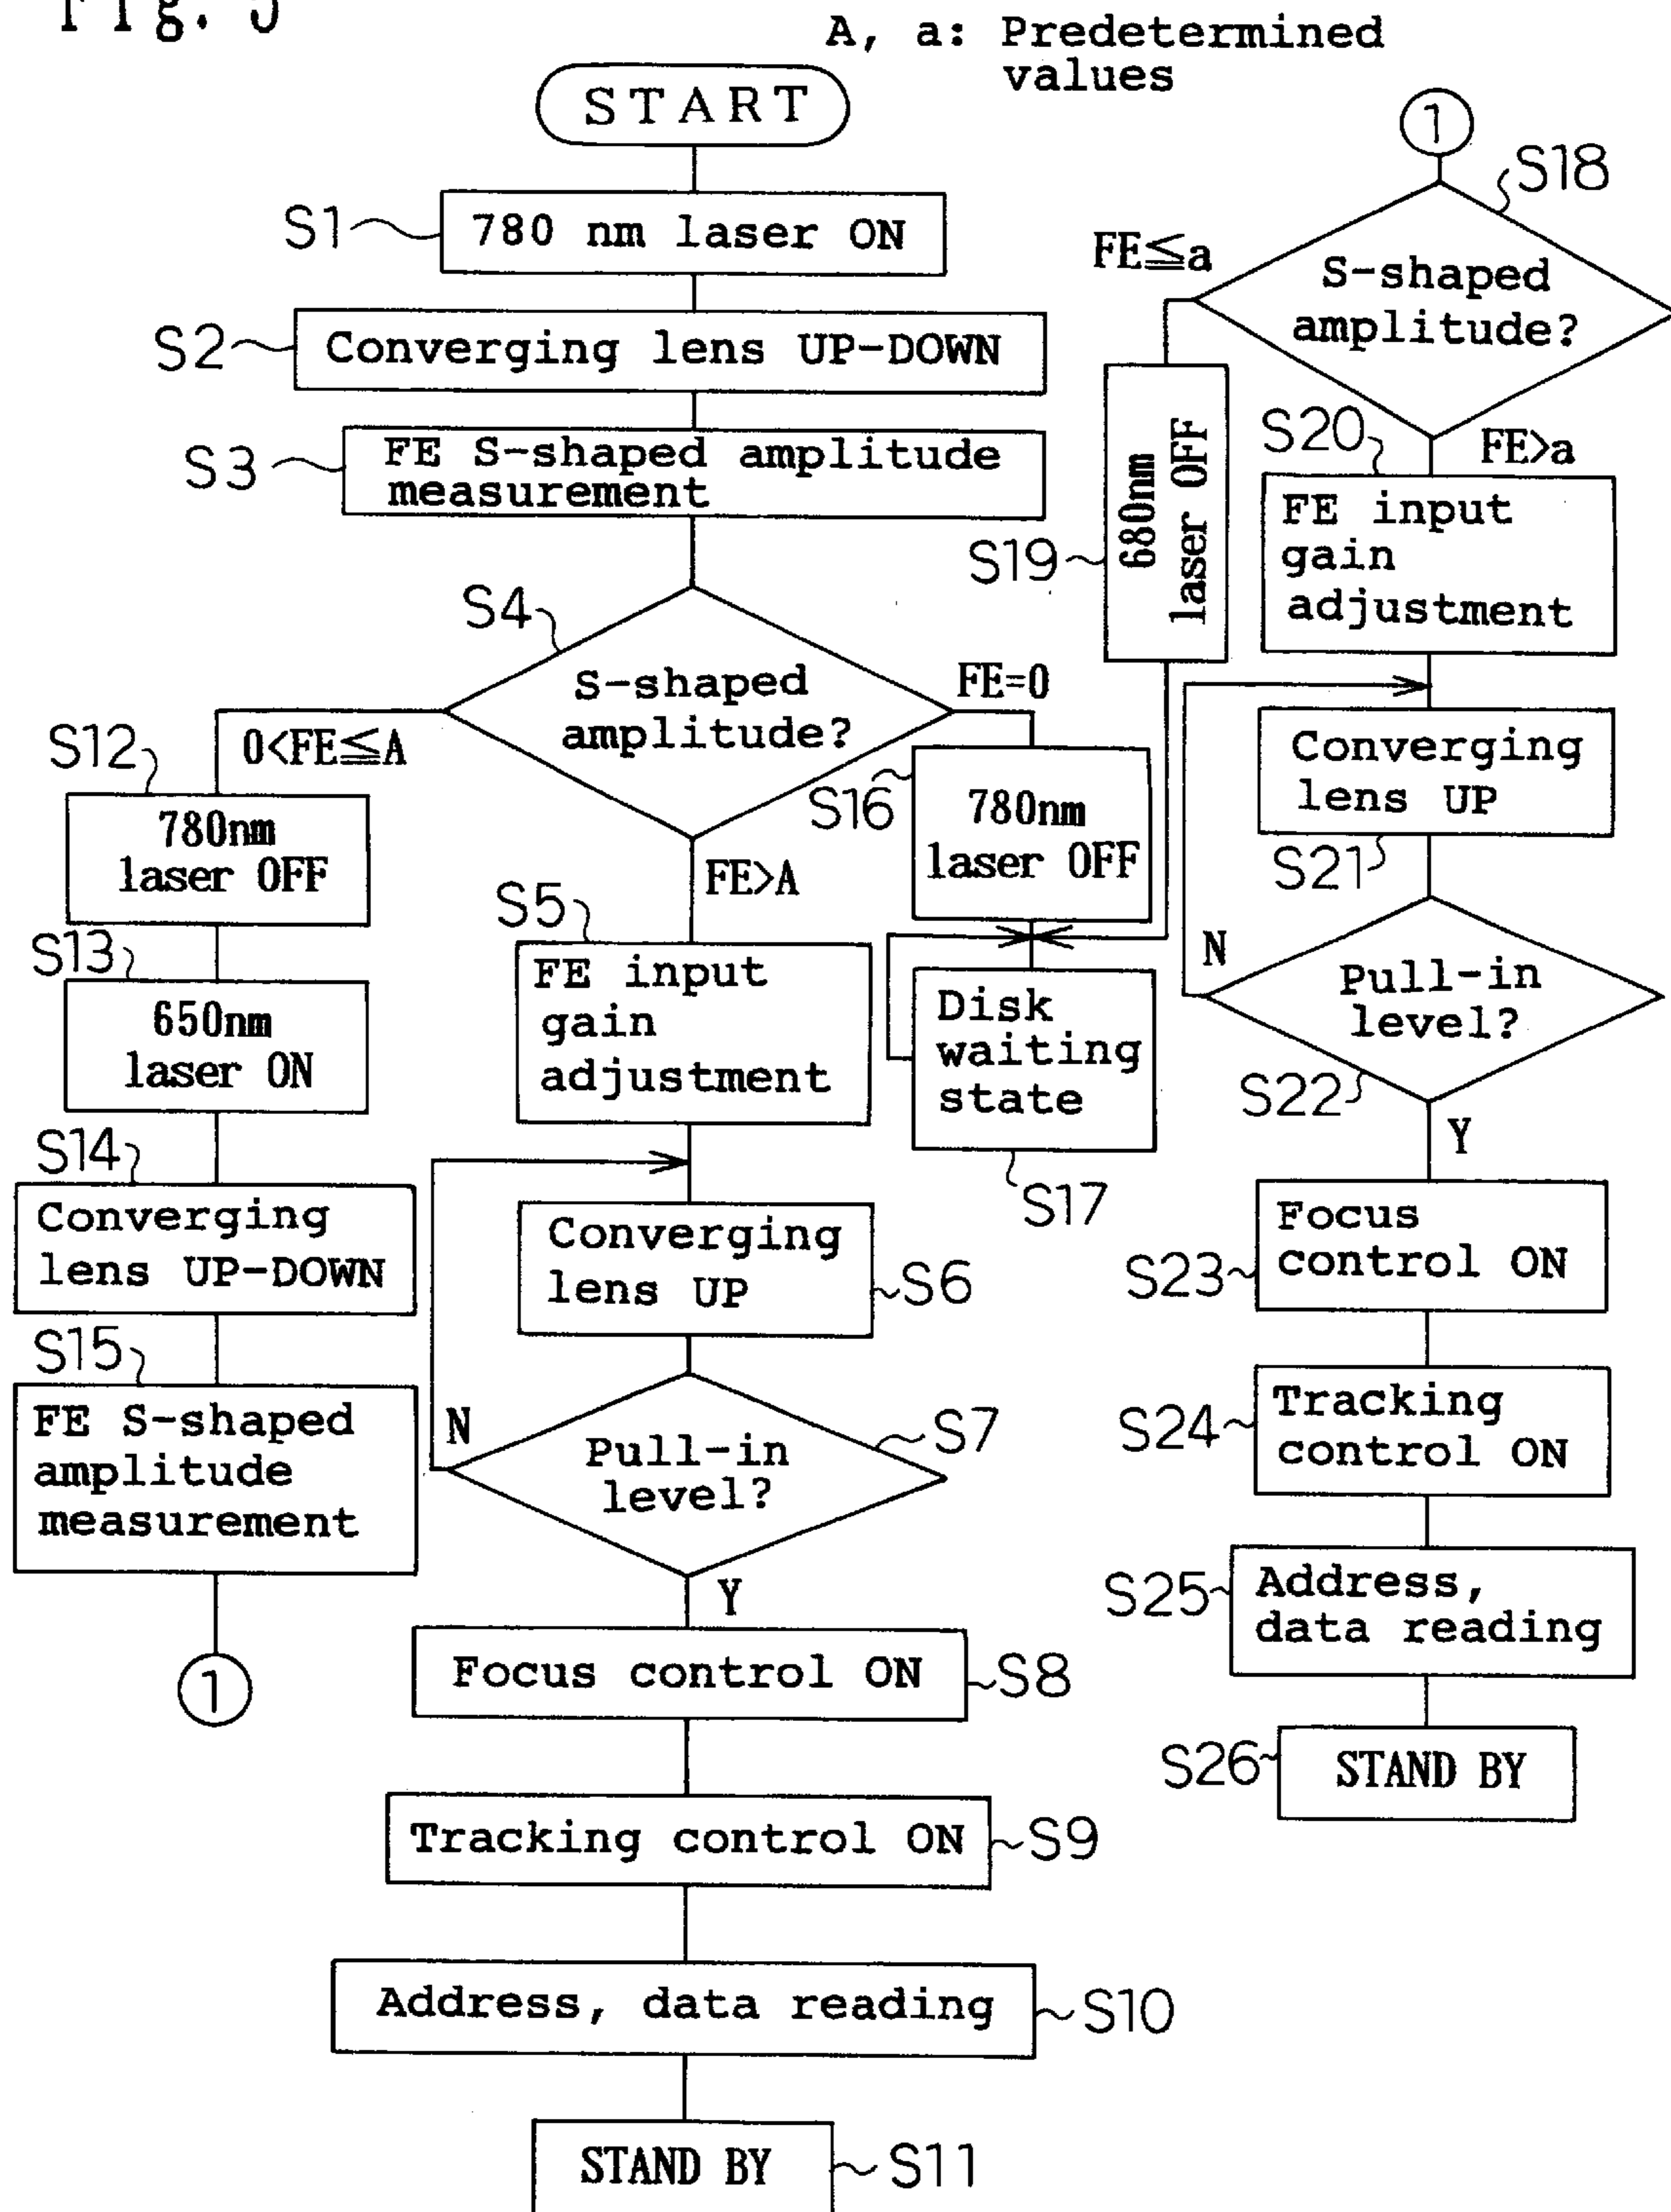 Fig. 5
A, a: Predetermined
values
START
S1
780 nm laser ON
S2
Converging lens UP-DOWN
S3
FE S-shaped amplitude
measurement
S4
S-shaped
amplitude?
0<FE≦A
FE=0
FE>A
S12
780nm
laser OFF
S13
650nm
laser ON
S14
Converging
lens UP-DOWN
S15
FE S-shaped
amplitude
measurement
1
S5
FE input
gain
adjustment
Converging
lens UP
S6
N
Pull-in
level?
S7
Y
Focus control ON
S8
Tracking control ON
S9
Address, data reading
S10
STAND BY
S11
S16
780nm
laser OFF
Disk
waiting
state
S17
1
S18
S-shaped
amplitude?
FE≦a
FE>a
S19
680nm
laser OFF
S20
FE input
gain
adjustment
Converging
lens UP
S21
N
Pull-in
level?
S22
Y
S23
Focus
control ON
S24
Tracking
control ON
S25
Address,
data reading
S26
STAND BY